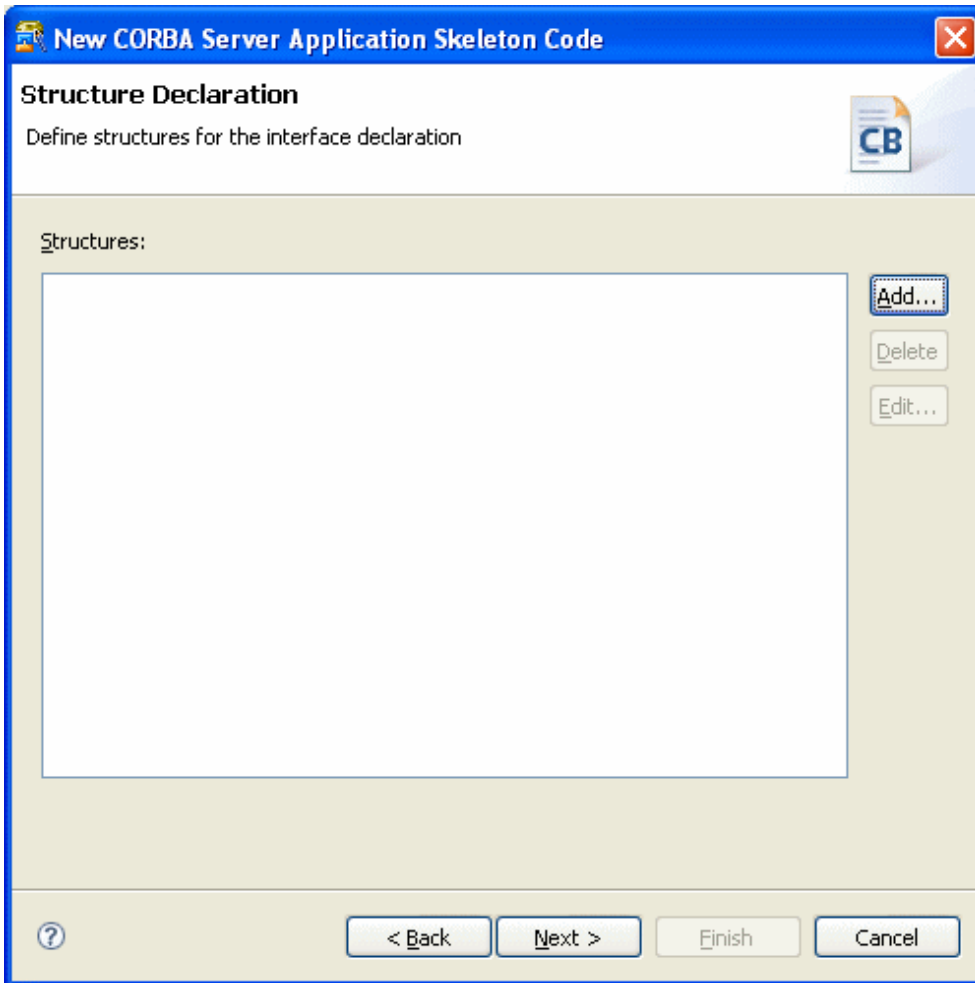 New CORBA Server Application Skeleton Code
Structure Declaration
Define structures for the interface declaration
CB
Structures:
Add...
Delete
Edit...
?
< Back
Next >
Finish
Cancel